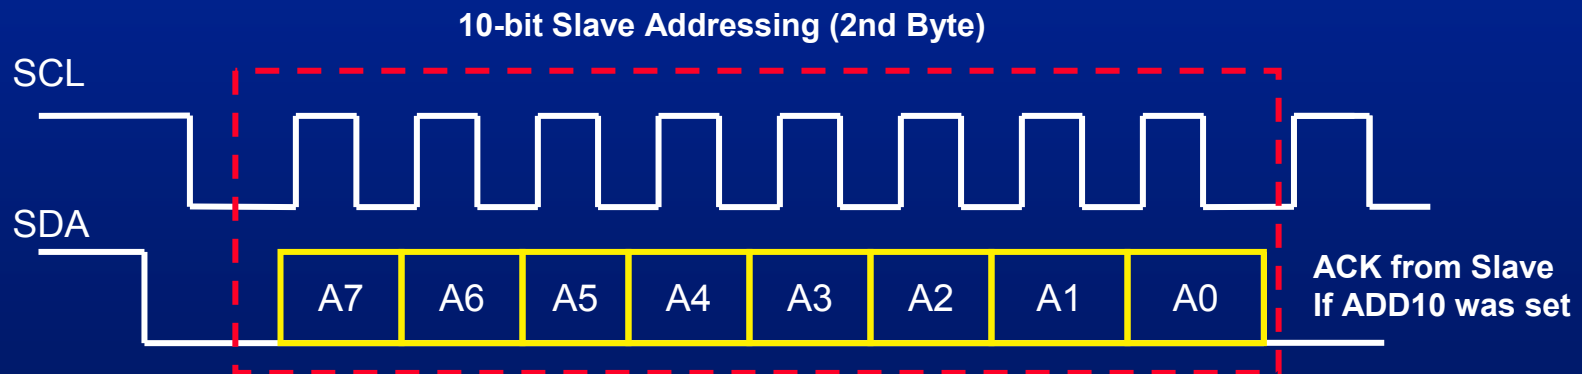 10-bit Slave Addressing (2nd Byte)
SCL
SDA
A7 A6 A5 A4 A3 A2 A1 A0
ACK from Slave
If ADD10 was set